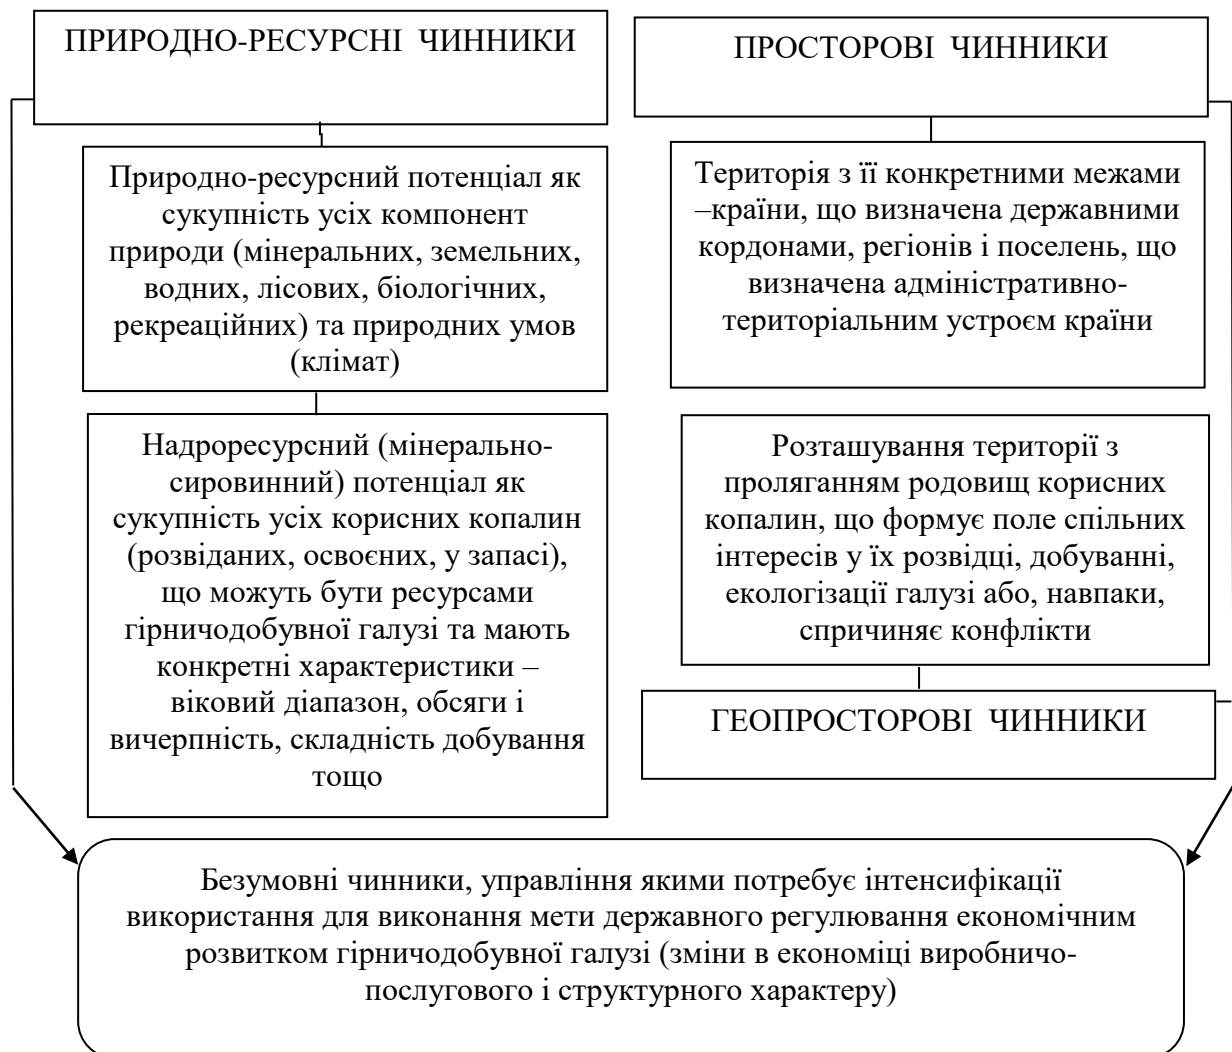 ПРИРОДНО-РЕСУРСНІ ЧИННИКИ
Природно-ресурсний потенціал як
сукупність усіх компонент
природи (мінеральних, земельних,
водних, лісових, біологічних,
рекреаційних) та природних умов
(клімат)
Надроресурсний (мінерально-
сировинний) потенціал як
сукупність усіх корисних копалин
(розвіданих, освоєних, у запасі),
що можуть бути ресурсами
гірничодобувної галузі та мають
конкретні характеристики –
віковий діапазон, обсяги і
вичерпність, складність добування
тощо
ПРОСТОРОВІ ЧИННИКИ
Територія з її конкретними межами
–країни, що визначена державними
кордонами, регіонів і поселень, що
визначена адміністративно-
територіальним устроєм країни
Розташування території з
проляганням родовищ корисних
копалин, що формує поле спільних
інтересів у їх розвідці, добуванні,
екологізації галузі або, навпаки,
спричиняє конфлікти
ГЕОПРОСТОРОВІ ЧИННИКИ
Безумовні чинники, управління якими потребує інтенсифікації
використання для виконання мети державного регулювання економічним
розвитком гірничодобувної галузі (зміни в економіці виробничо-
послугового і структурного характеру)